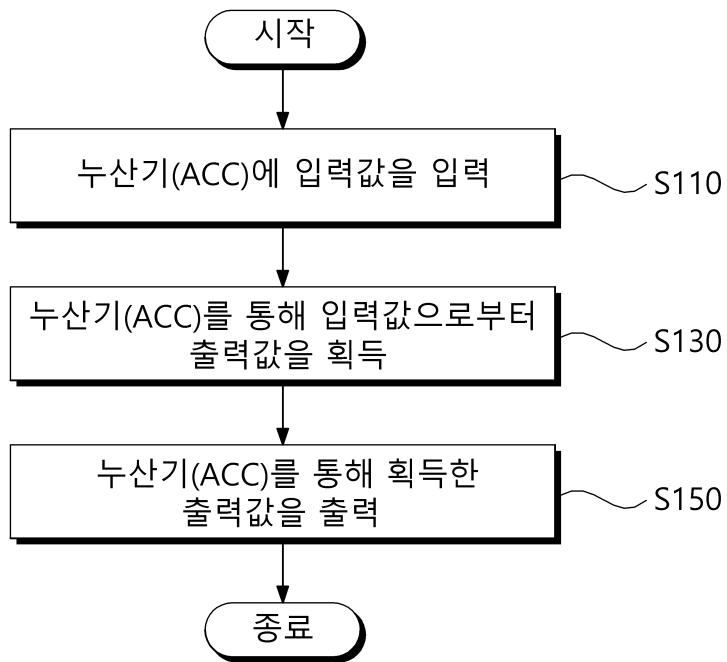 시작
누산기(ACC)에 입력값을 입력
S110
누산기(ACC)를 통해 입력값으로부터
출력값을 획득
S130
누산기(ACC)를 통해 획득한
출력값을 출력
S150
종료